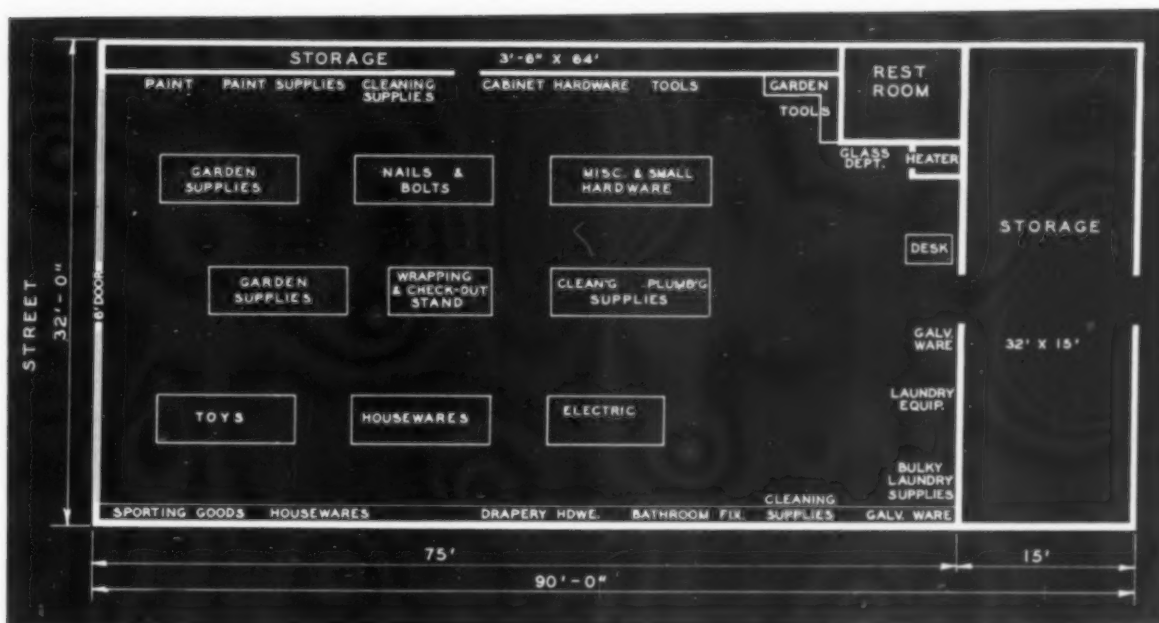 STORAGE 3'-6" X 64'
PAINT PAINT SUPPLIES CLEANING SUPPLIES CABINET HARDWARE TOOLS GARDEN TOOLS
REST
ROOM
GLASS
DEPT.
HEATER
GARDEN
SUPPLIES
NAILS &
BOLTS
MISC. & SMALL
HARDWARE
STORAGE
32' X 15'
DESK
STREET
32'-0"
6' DOOR
GARDEN
SUPPLIES
WRAPPING
& CHECK-OUT
STAND
CLEAN'G PLUMB'G
SUPPLIES
GALV.
WARE
LAUNDRY
EQUIP.
TOYS
HOUSEWARES
ELECTRIC
BULKY
LAUNDRY
SUPPLIES
SPORTING GOODS HOUSEWARES DRAPERY HDWE. BATHROOM FIX. CLEANING SUPPLIES GALV. WARE
75'
15'
90'-0"